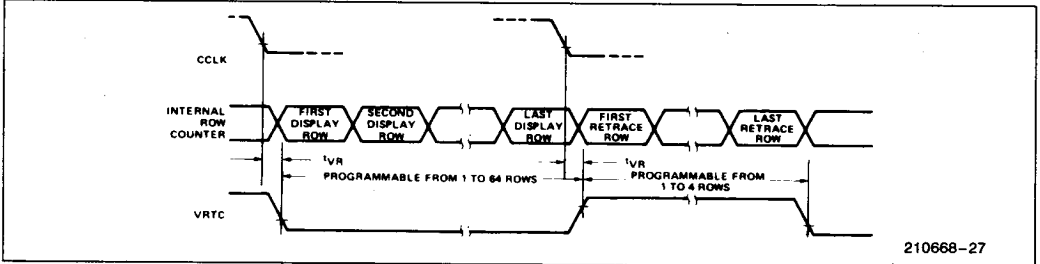 CCLK
INTERNAL
ROW
COUNTER
FIRST
DISPLAY
ROW
SECOND
DISPLAY
ROW
LAST
DISPLAY
ROW
FIRST
RETRACE
ROW
LAST
RETRACE
ROW
tVR
PROGRAMMABLE FROM 1 TO 64 ROWS
tVR
PROGRAMMABLE FROM
1 TO 4 ROWS
VRTC
210668-27